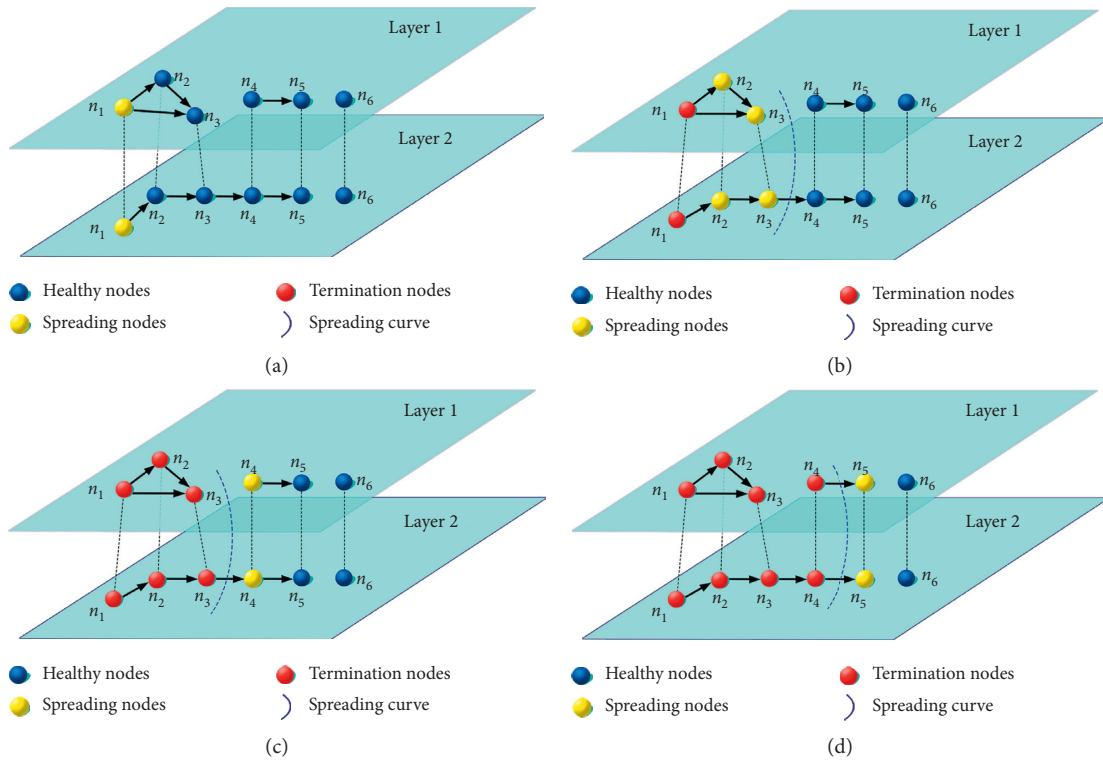 Layer 1
n2
n4 n5
n6
n1
n3
Layer 2
n2 n3 n4 n5 n6
n1
Healthy nodes
Termination nodes
Spreading nodes
Spreading curve
(a)
Layer 1
n2
n4 n5
n6
n1
n3
Layer 2
n2 n3 n4 n5 n6
n1
Healthy nodes
Termination nodes
Spreading nodes
Spreading curve
(b)
Layer 1
n2
n4 n5
n6
n1
n3
Layer 2
n2 n3 n4 n5 n6
n1
Healthy nodes
Termination nodes
Spreading nodes
Spreading curve
(c)
Layer 1
n2
n4 n5
n6
n1
n3
Layer 2
n2 n3 n4 n5 n6
n1
Healthy nodes
Termination nodes
Spreading nodes
Spreading curve
(d)